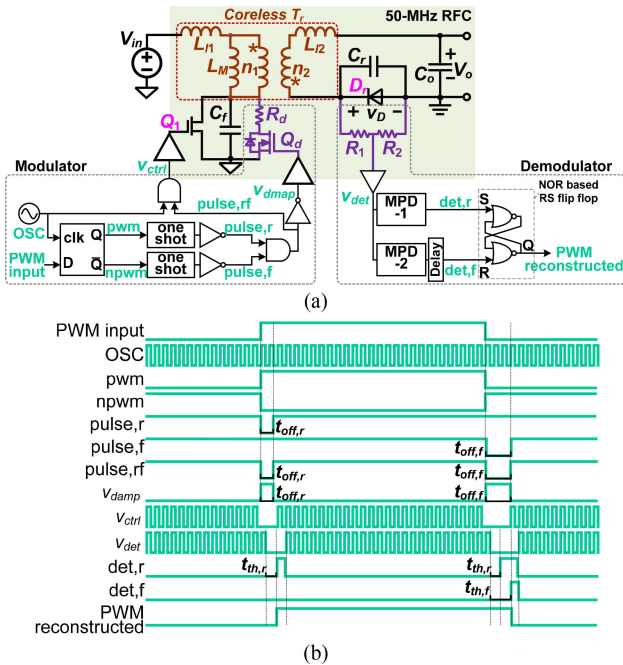 Coreless Tr
50-MHz RFC
Vin
Ll1
LM
n1
*
n2
*
Ll2
Cr
Dr
+ vD −
R1
R2
Co
+
Vo
−
Q1
Cf
Rd
Qd
Modulator
vctrl
vdmap
vdet
Demodulator
OSC
PWM
input
clk Q
D Q̅
pwm
npwm
one
shot
one
shot
pulse,rf
pulse,r
pulse,f
MPD
-1
MPD
-2
Delay
det,r
det,f
NOR based
RS flip flop
S
R
Q
PWM
reconstructed
(a)
PWM input
OSC
pwm
npwm
pulse,r
toff,r
pulse,f
toff,f
pulse,rf
toff,r
toff,f
vdamp
toff,r
toff,f
vctrl
vdet
det,r
tth,r
tth,r
det,f
tth,f
PWM
reconstructed
(b)